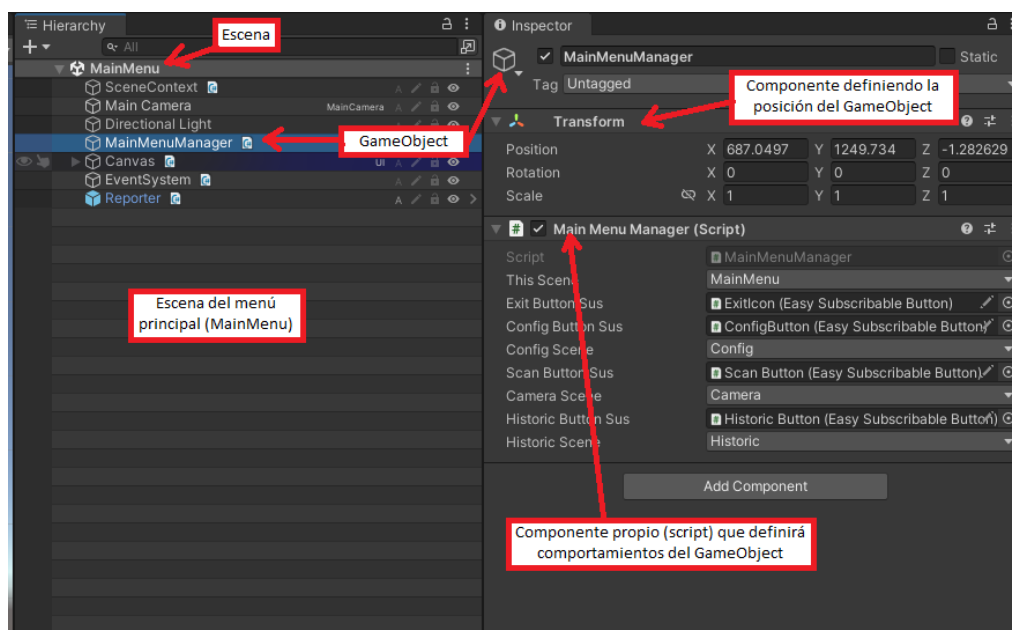 Hierarchy
Escena
All
MainMenu
SceneContext
Main Camera
MainCamera
Directional Light
MainMenuManager
GameObject
Canvas
UI
EventSystem
Reporter
Escena del menú
principal (MainMenu)
Inspector
MainMenuManager
Static
Tag Untagged
Componente definiendo la
posición del GameObject
Transform
Position X 687.0497 Y 1249.734 Z -1.282629
Rotation X 0 Y 0 Z 0
Scale X 1 Y 1 Z 1
Main Menu Manager (Script)
Script MainMenuManager
This Scene MainMenu
Exit Button Sus ExitIcon (Easy Subscribable Button)
Config Button Sus ConfigButton (Easy Subscribable Button)
Config Scene Config
Scan Button Sus Scan Button (Easy Subscribable Button)
Camera Scene Camera
Historic Button Sus Historic Button (Easy Subscribable Button)
Historic Scene Historic
Add Component
Componente propio (script) que definirá
comportamientos del GameObject